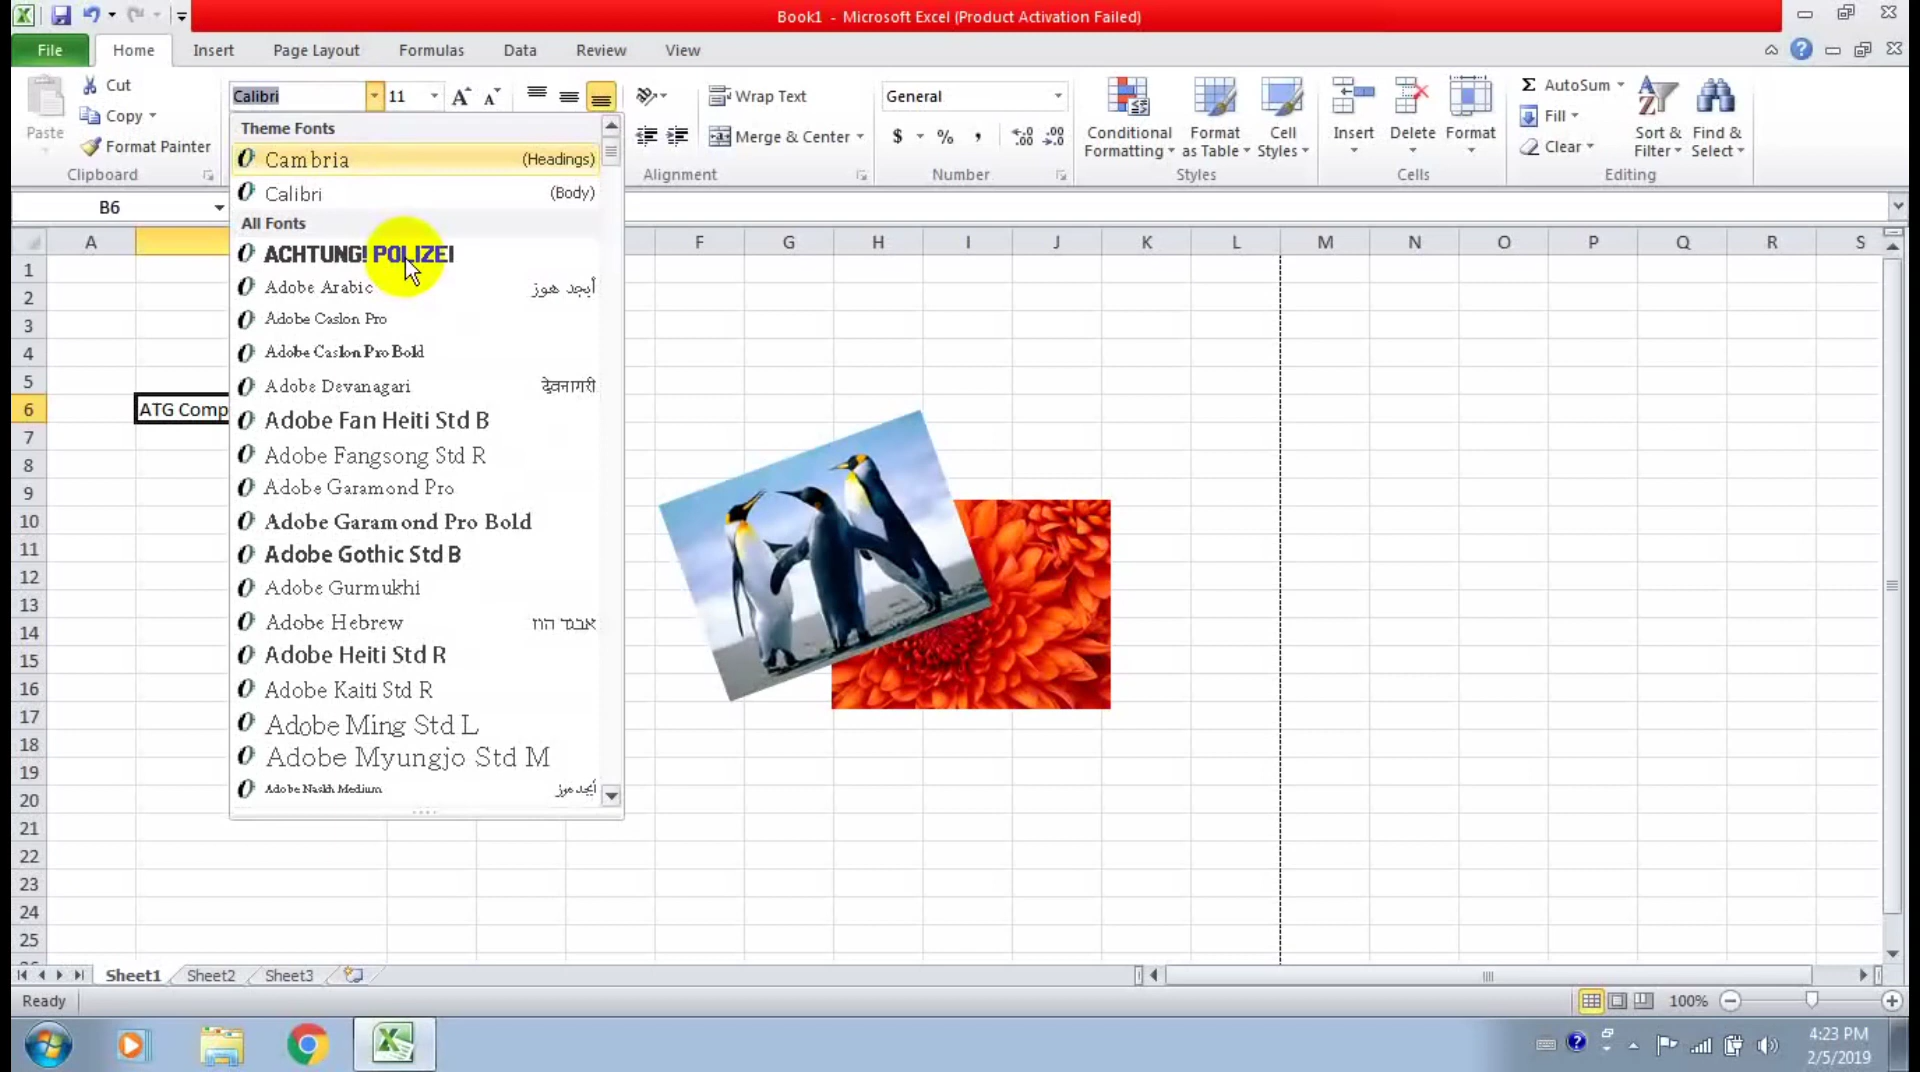 Book1 - Microsoft Excel (Product Activation Failed)
File Home Insert Page Layout Formulas Data Review View
Paste
Cut
Copy
Format Painter
Clipboard
Calibri 11
Wrap Text
Merge & Center
Alignment
General
$ % ,
Number
Conditional Formatting
Format as Table
Cell Styles
Styles
Insert Delete Format
Cells
Σ AutoSum
Fill
Clear
Sort & Filter
Find & Select
Editing
B6
Theme Fonts
Cambria (Headings)
Calibri (Body)
All Fonts
ACHTUNG! POLIZEI
Adobe Arabic أبجد هوز
Adobe Caslon Pro
Adobe Caslon Pro Bold
Adobe Devanagari देवनागरी
Adobe Fan Heiti Std B
Adobe Fangsong Std R
Adobe Garamond Pro
Adobe Garamond Pro Bold
Adobe Gothic Std B
Adobe Gurmukhi
Adobe Hebrew אבגד הוז
Adobe Heiti Std R
Adobe Kaiti Std R
Adobe Ming Std L
Adobe Myungjo Std M
Adobe Naskh Medium أبجد هوز
A F G H I J K L M N O P Q R S
1
2
3
4
5
6 ATG Comp
7
8
9
10
11
12
13
14
15
16
17
18
19
20
21
22
23
24
25
Sheet1 Sheet2 Sheet3
Ready
100%
4:23 PM
2/5/2019